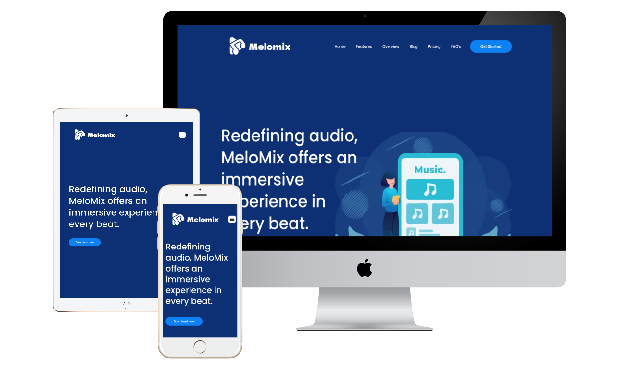 Melomix
Home Features Overview Blog Pricing FAQ's Get Started
Redefining audio,
MeloMix offers an
immersive
experience in
every beat.
Music.
Melomix
Redefining audio,
MeloMix offers an
immersive experien
every beat.
Melomix
Redefining
audio, MeloMix
offers an
immersive
experience in
every beat.